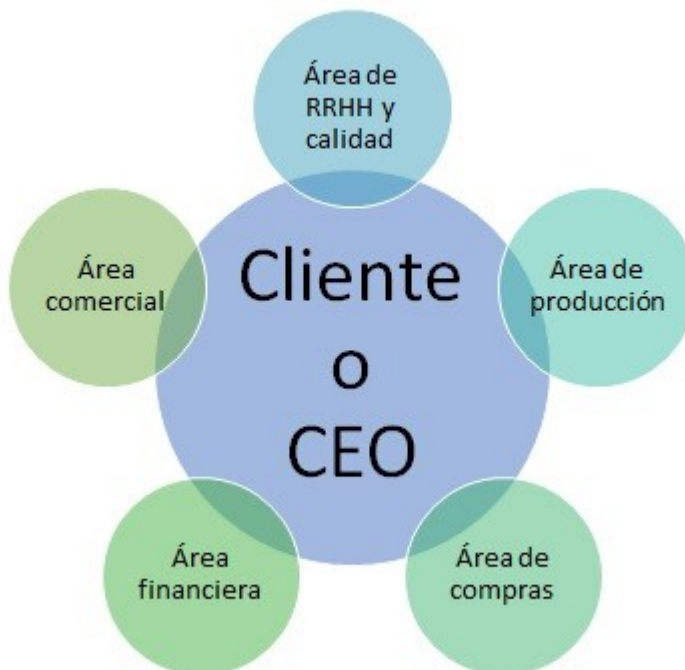 Área de
RRHH y
calidad
Área
comercial
Cliente
o
CEO
Área de
producción
Área
financiera
Área de
compras